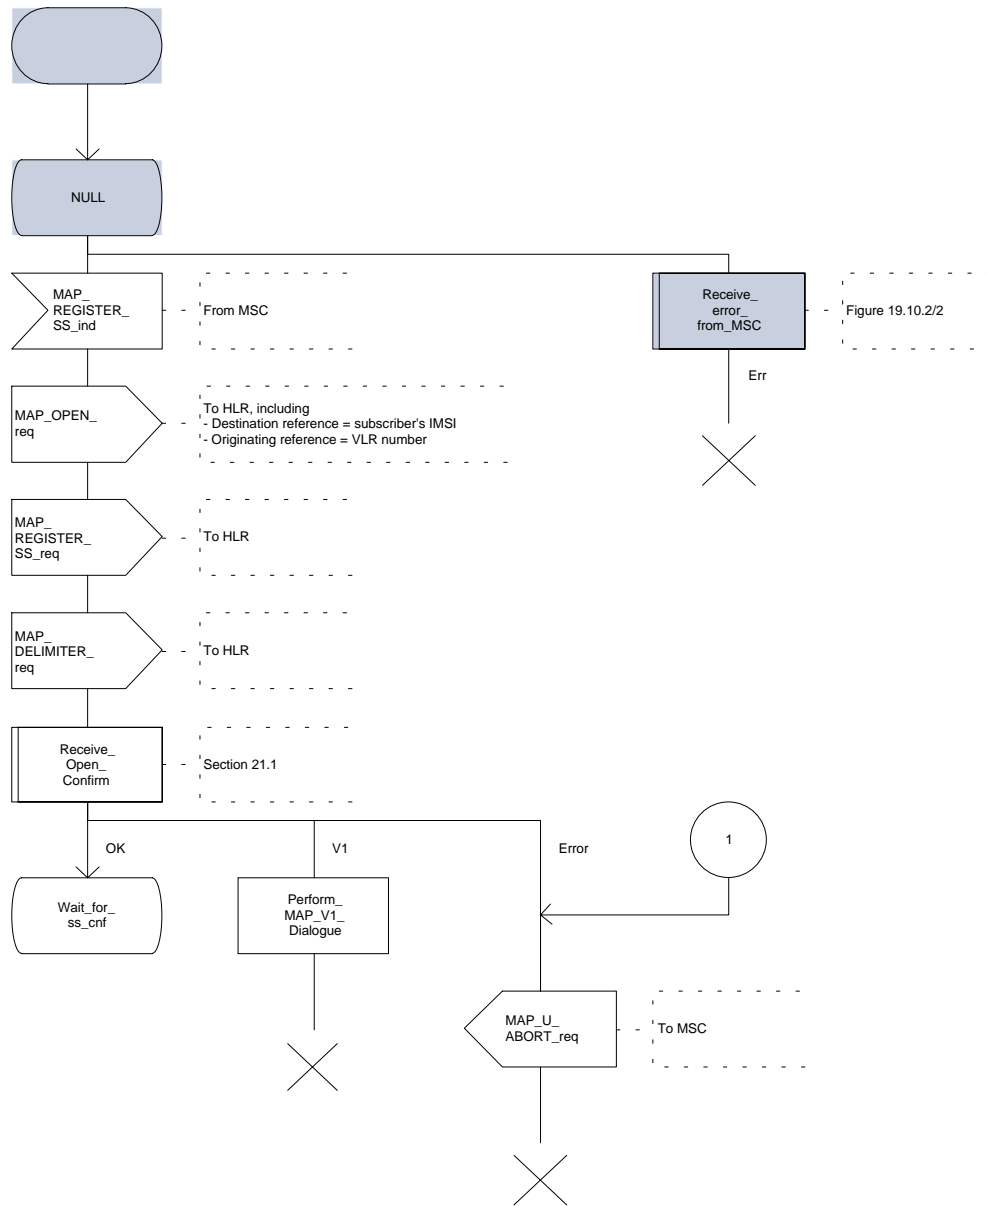 NULL
MAP_
REGISTER_
SS_ind
From MSC
Receive_
error_
from_MSC
Figure 19.10.2/2
Err
MAP_OPEN_
req
To HLR, including
- Destination reference = subscriber's IMSI
- Originating reference = VLR number
MAP_
REGISTER_
SS_req
To HLR
MAP_
DELIMITER_
req
To HLR
Receive_
Open_
Confirm
Section 21.1
OK
V1
Error
1
Wait_for_
ss_cnf
Perform_
MAP_V1_
Dialogue
MAP_U_
ABORT_req
To MSC